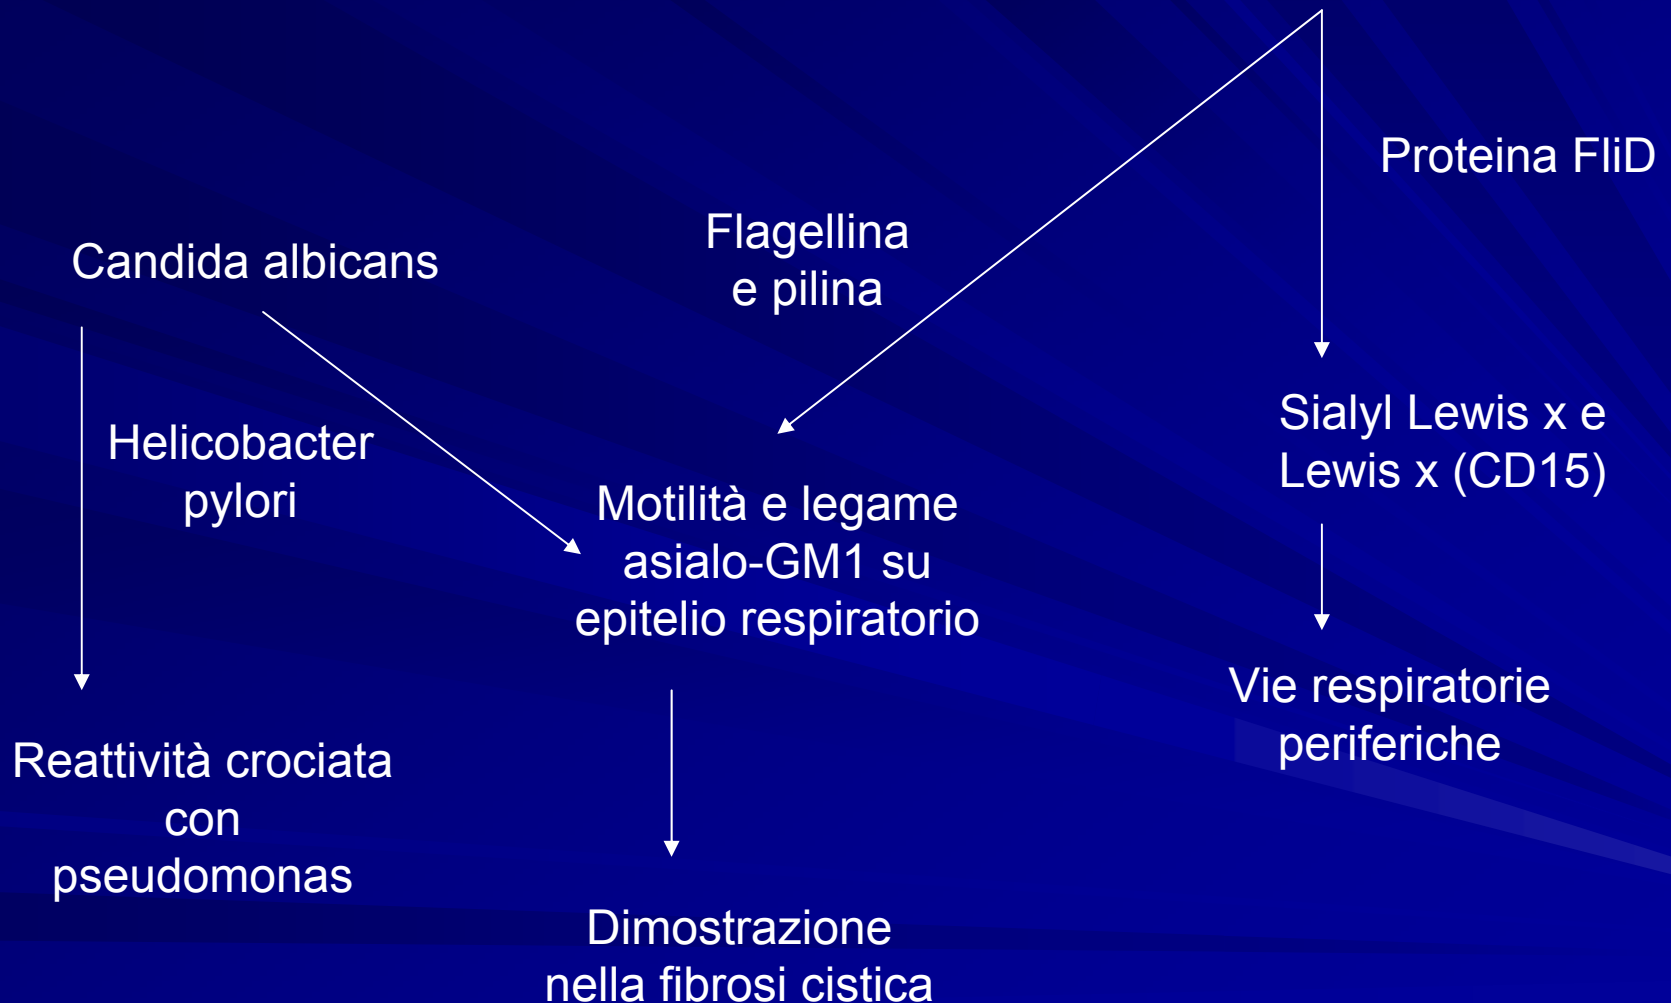 Proteina FliD
Flagellina
e pilina
Candida albicans
Helicobacter
pylori
Sialyl Lewis x e
Lewis x (CD15)
Motilità e legame
asialo-GM1 su
epitelio respiratorio
Vie respiratorie
periferiche
Reattività crociata
con
pseudomonas
Dimostrazione
nella fibrosi cistica